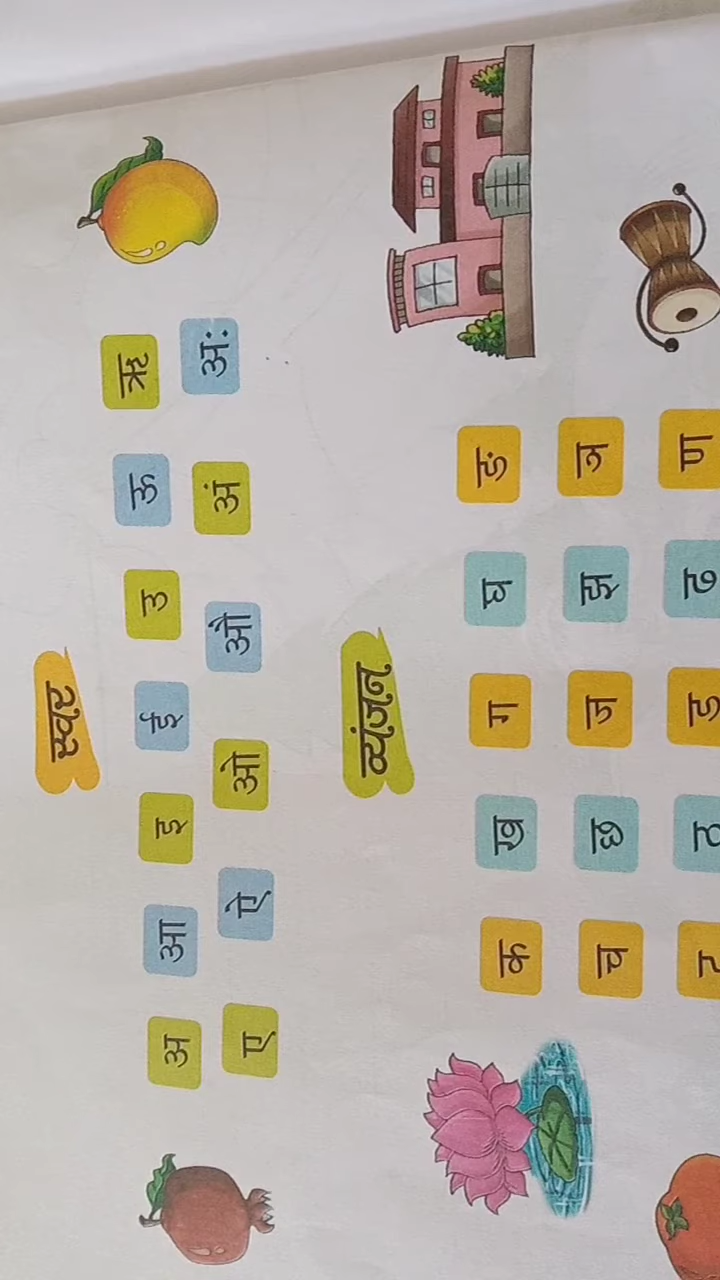 स्वर
अ आ इ ई उ ऊ ऋ
ए ऐ ओ औ अं अः
व्यंजन
क ख ग घ ङ
च छ ज झ ञ
ट ठ ड ढ ण